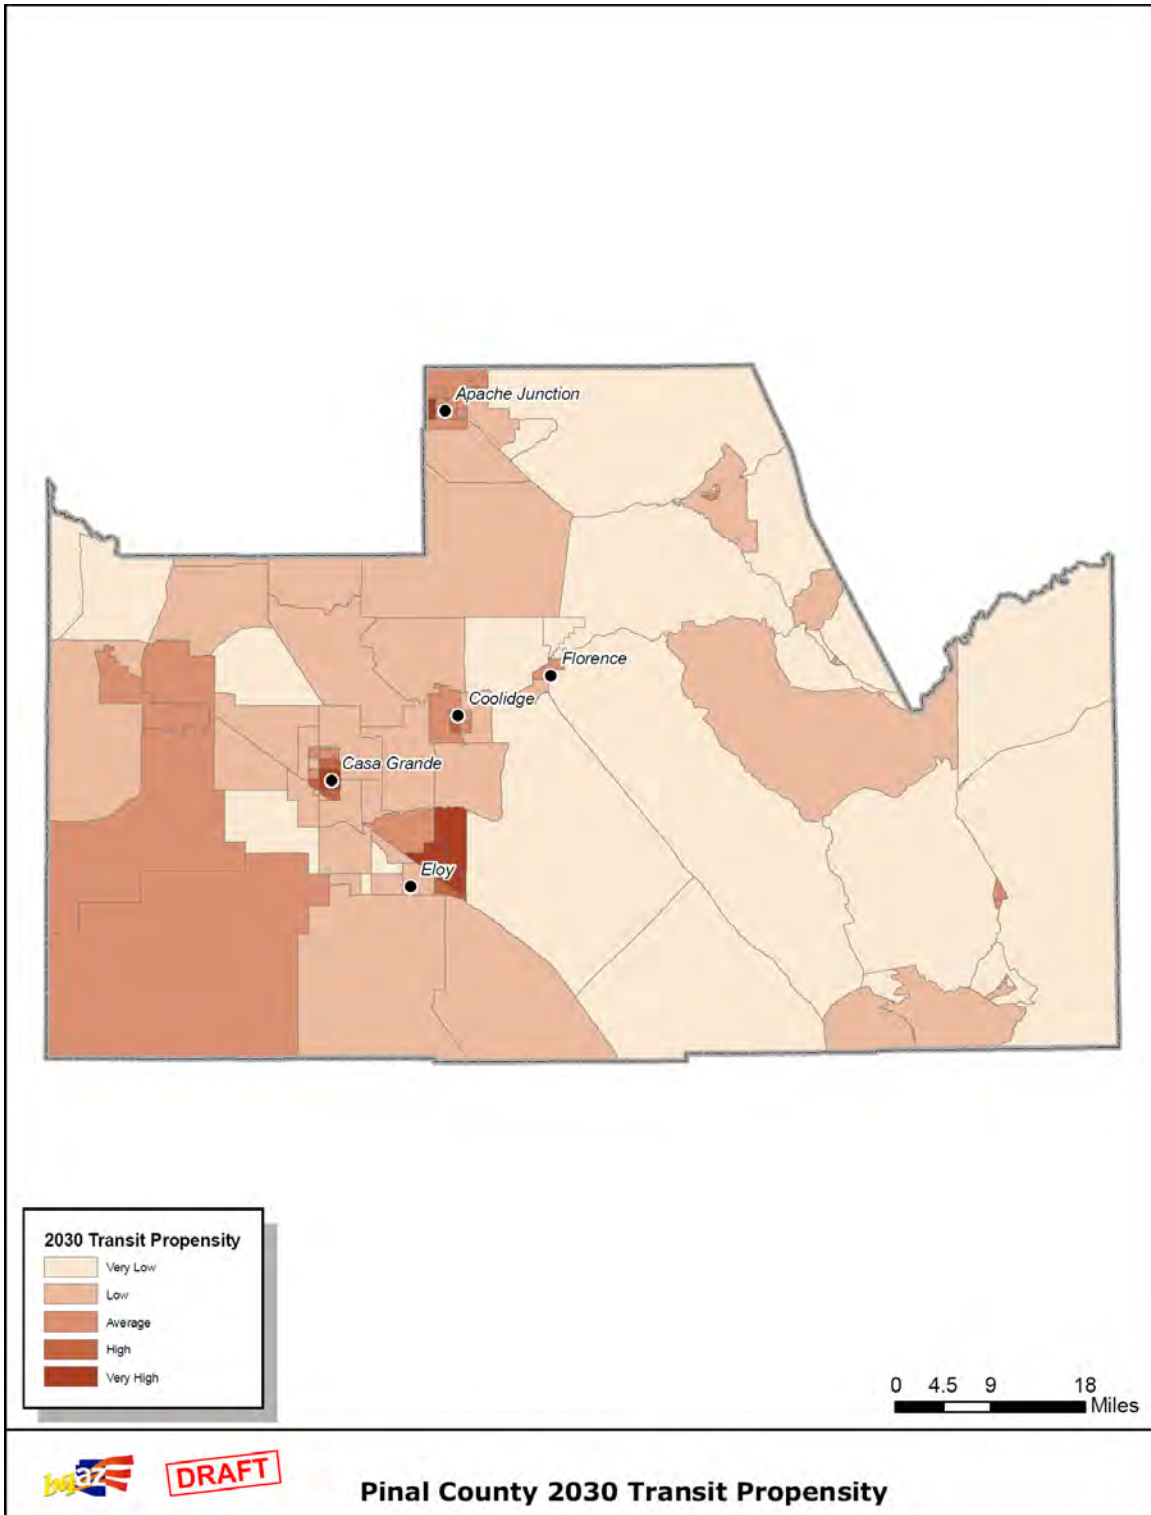 Apache Junction
Florence
Coolidge
Casa Grande
Eloy
2030 Transit Propensity
Very Low
Low
Average
High
Very High
0 4.5 9 18
Miles
bqaz
DRAFT
Pinal County 2030 Transit Propensity